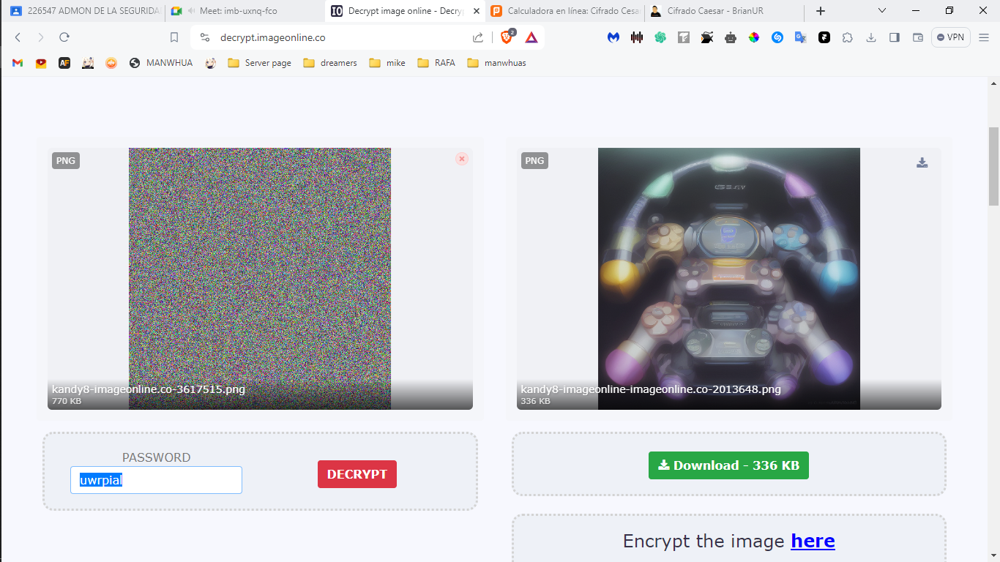 226547 ADMON DE LA SEGURIDA
Meet: imb-uxnq-fco
Decrypt image online - Decry
Calculadora en línea: Cifrado Cesa
Cifrado Caesar - BrianUR
decrypt.imageonline.co
2
VPN
MANWHUA
Server page
dreamers
mike
RAFA
manwhuas
PNG
kandy8-imageonline.co-3617515.png
770 KB
PNG
kandy8-imageonline-imageonline.co-2013648.png
336 KB
PASSWORD
uwrpial
DECRYPT
Download - 336 KB
Encrypt the image here